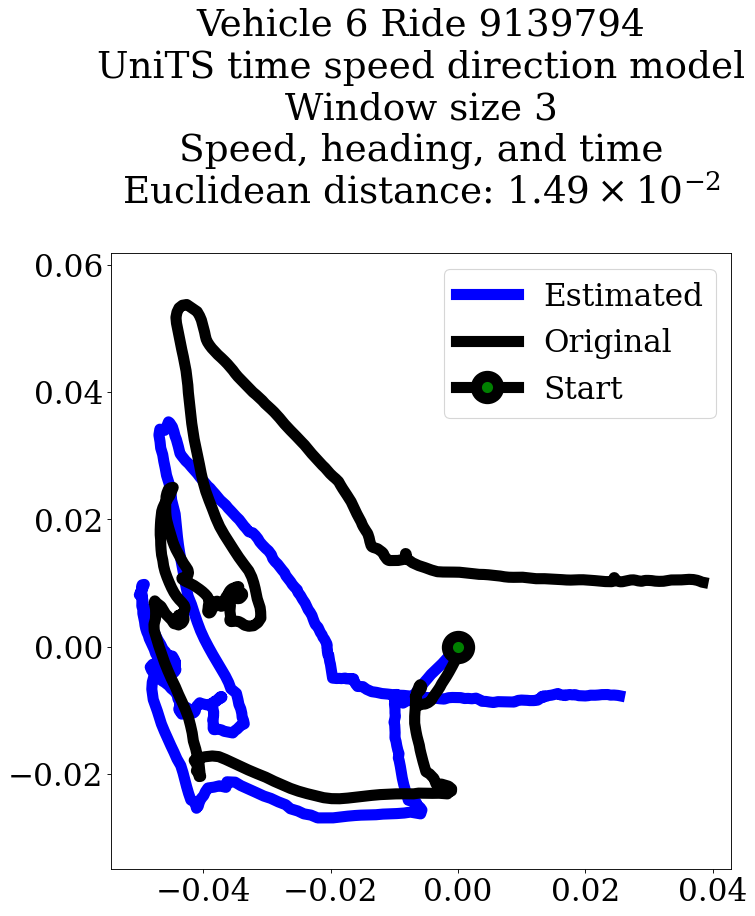 Vehicle 6 Ride 9139794
UniTS time speed direction model
Window size 3
Speed, heading, and time
Euclidean distance: 1.49 × 10⁻²
0.06
0.04
0.02
0.00
−0.02
Estimated
Original
Start
−0.04 −0.02 0.00 0.02 0.04